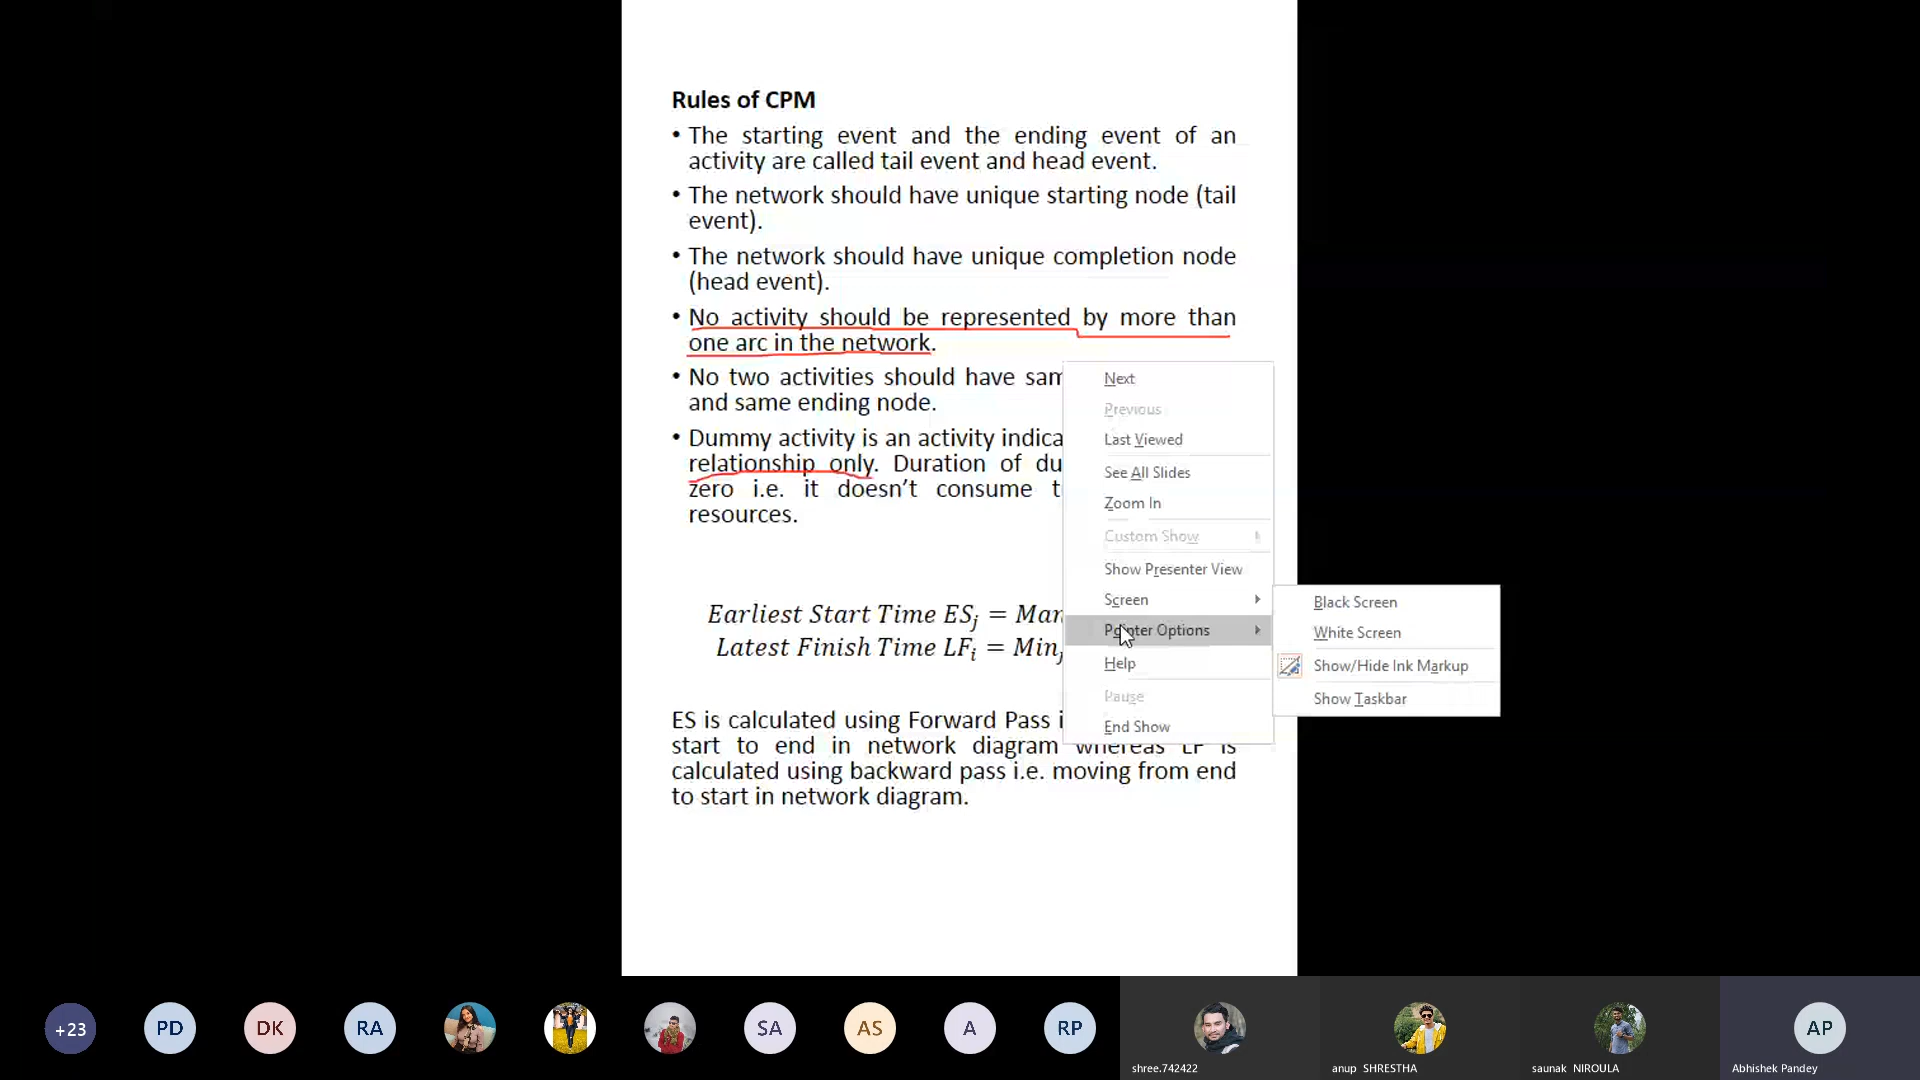 Rules of CPM
• The starting event and the ending event of an
activity are called tail event and head event.
• The network should have unique starting node (tail
event).
• The network should have unique completion node
(head event).
• No activity should be represented by more than
one arc in the network.
• No two activities should have sam
and same ending node.
• Dummy activity is an activity indica
relationship only. Duration of du
zero i.e. it doesn't consume t
resources.
Earliest Start Time ESj = Max
Latest Finish Time LFi = Minj
ES is calculated using Forward Pass i
start to end in network diagram whereas LF is
calculated using backward pass i.e. moving from end
to start in network diagram.
Next
Previous
Last Viewed
See All Slides
Zoom In
Custom Show
Show Presenter View
Screen
Pointer Options
Help
Pause
End Show
Black Screen
White Screen
Show/Hide Ink Markup
Show Taskbar
+23
PD
DK
RA
SA
AS
A
RP
AP
shree.742422
anup SHRESTHA
saunak NIROULA
Abhishek Pandey